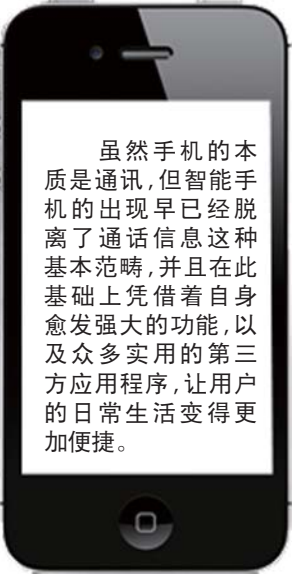 虽然手机的本
质是通讯,但智能手
机的出现早已经脱
离了通话信息这种
基本范畴,并且在此
基础上凭借着自身
愈发强大的功能,以
及众多实用的第三
方应用程序,让用户
的日常生活变得更
加便捷。